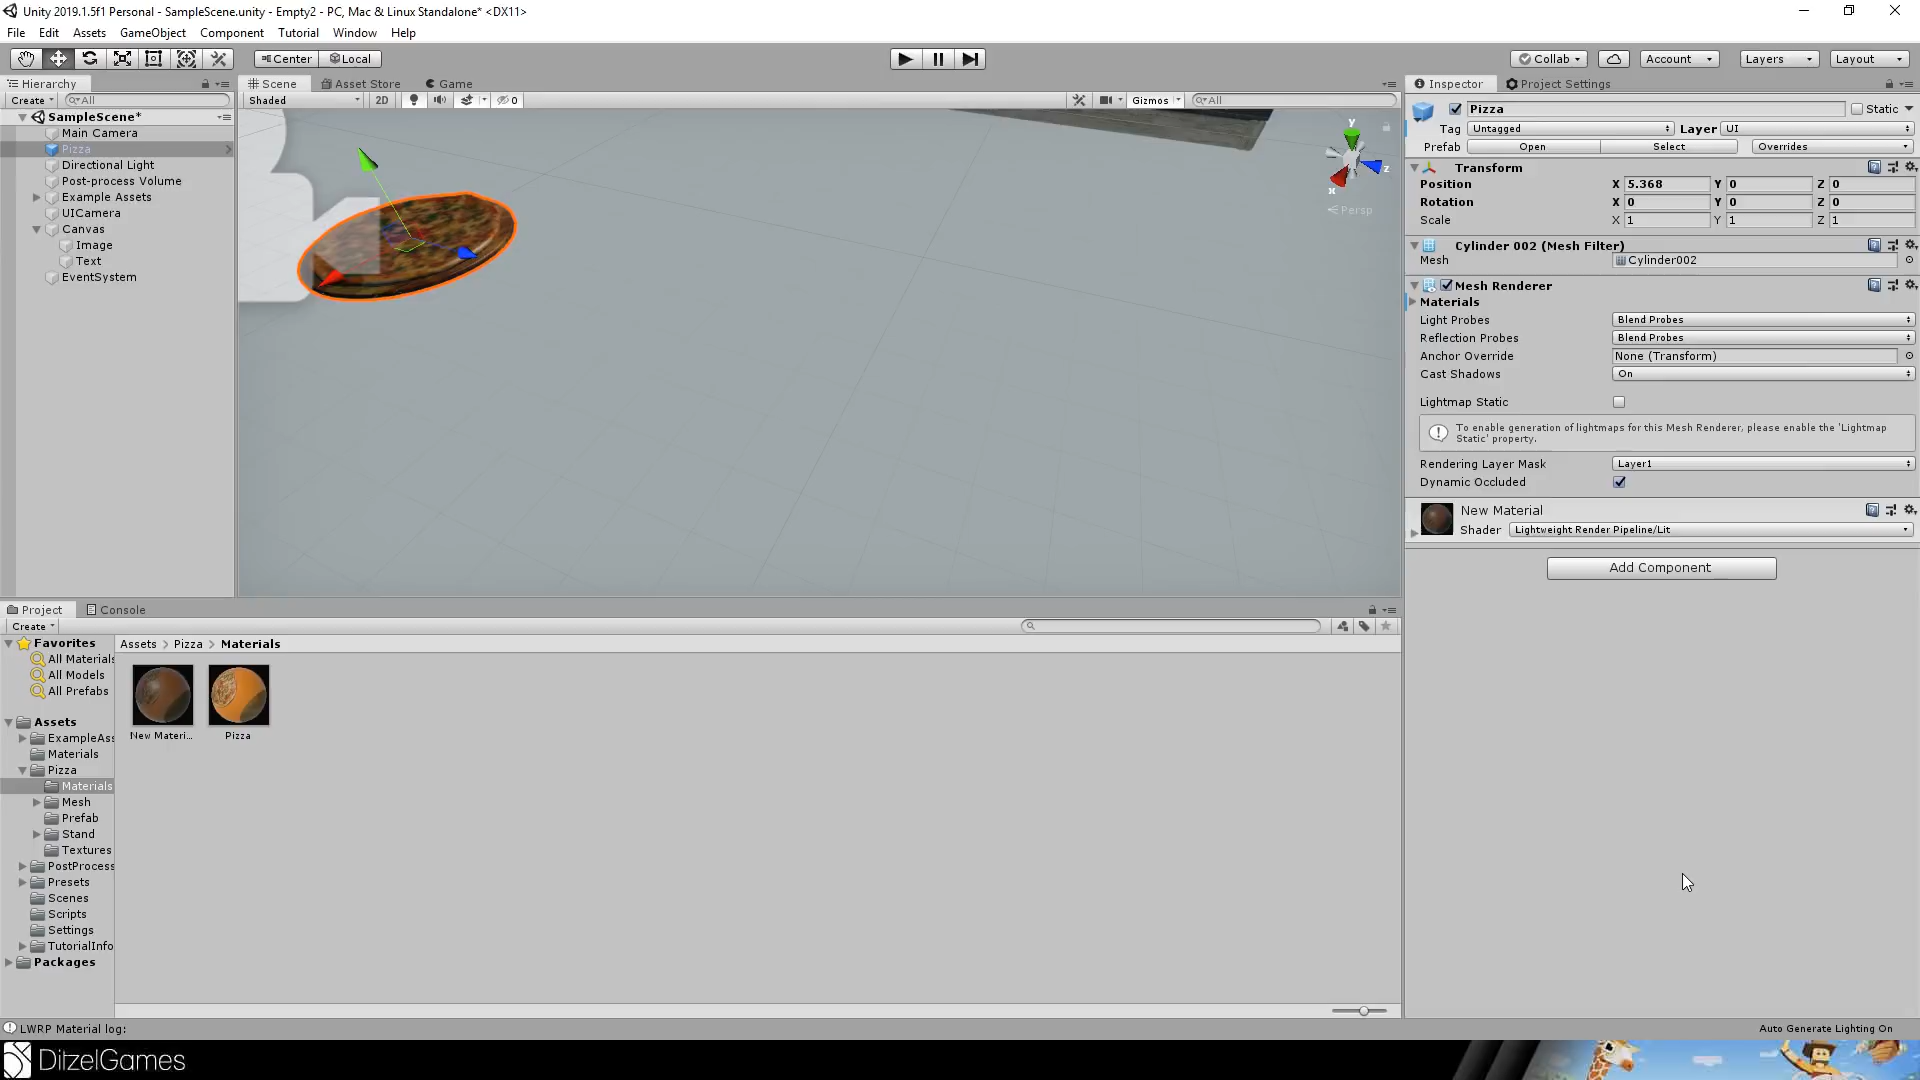 Unity 2019.1.5f1 Personal - SampleScene.unity - Empty2 - PC, Mac & Linux Standalone* <DX11>
File Edit Assets GameObject Component Tutorial Window Help
Center Local Collab Account Layers Layout
Hierarchy Scene Asset Store Game Inspector Project Settings
Create All Shaded 2D 0 Gizmos All
SampleScene*
Main Camera
Pizza
Directional Light
Post-process Volume
Example Assets
UICamera
Canvas
Image
Text
EventSystem
y
z
x
Persp
Pizza Static
Tag Untagged Layer UI
Prefab Open Select Overrides
Transform
Position X 5.368 Y 0 Z 0
Rotation X 0 Y 0 Z 0
Scale X 1 Y 1 Z 1
Cylinder 002 (Mesh Filter)
Mesh Cylinder002
Mesh Renderer
Materials
Light Probes Blend Probes
Reflection Probes Blend Probes
Anchor Override None (Transform)
Cast Shadows On
Lightmap Static
To enable generation of lightmaps for this Mesh Renderer, please enable the 'Lightmap
Static' property.
Rendering Layer Mask Layer1
Dynamic Occluded
New Material
Shader Lightweight Render Pipeline/Lit
Add Component
Project Console
Create
Favorites
All Materials
All Models
All Prefabs
Assets
ExampleAss
Materials
Pizza
Materials
Mesh
Prefab
Stand
Textures
PostProcess
Presets
Scenes
Scripts
Settings
TutorialInfo
Packages
Assets > Pizza > Materials
New Materi... Pizza
LWRP Material log: Auto Generate Lighting On
DitzelGames